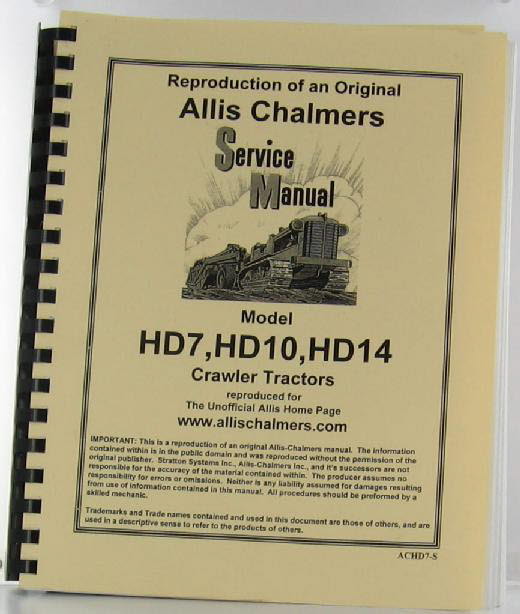 Reproduction of an Original
Allis Chalmers
Service
Manual
Model
HD7,HD10,HD14
Crawler Tractors
reproduced for
The Unofficial Allis Home Page
www.allischalmers.com
IMPORTANT: This is a reproduction of an original Allis-Chalmers manual. The information
contained within is in the public domain and was reproduced without the permission of the
original publisher. Stratton Systems Inc., Allis-Chalmers Inc., and it's successors are not
responsible for the accuracy of the material contained within. The producer assumes no
responsibility for errors or omissions. Neither is any liability assumed for damages resulting
from use of information contained in this manual. All procedures should be preformed by a
skilled mechanic.
Trademarks and Trade names contained and used in this document are those of others, and are
used in a descriptive sense to refer to the products of others.
ACHD7-S